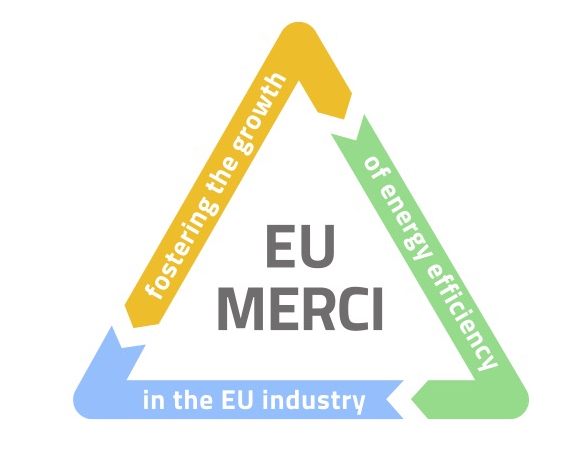 fostering the growth
of energy efficiency
in the EU industry
EU
MERCI